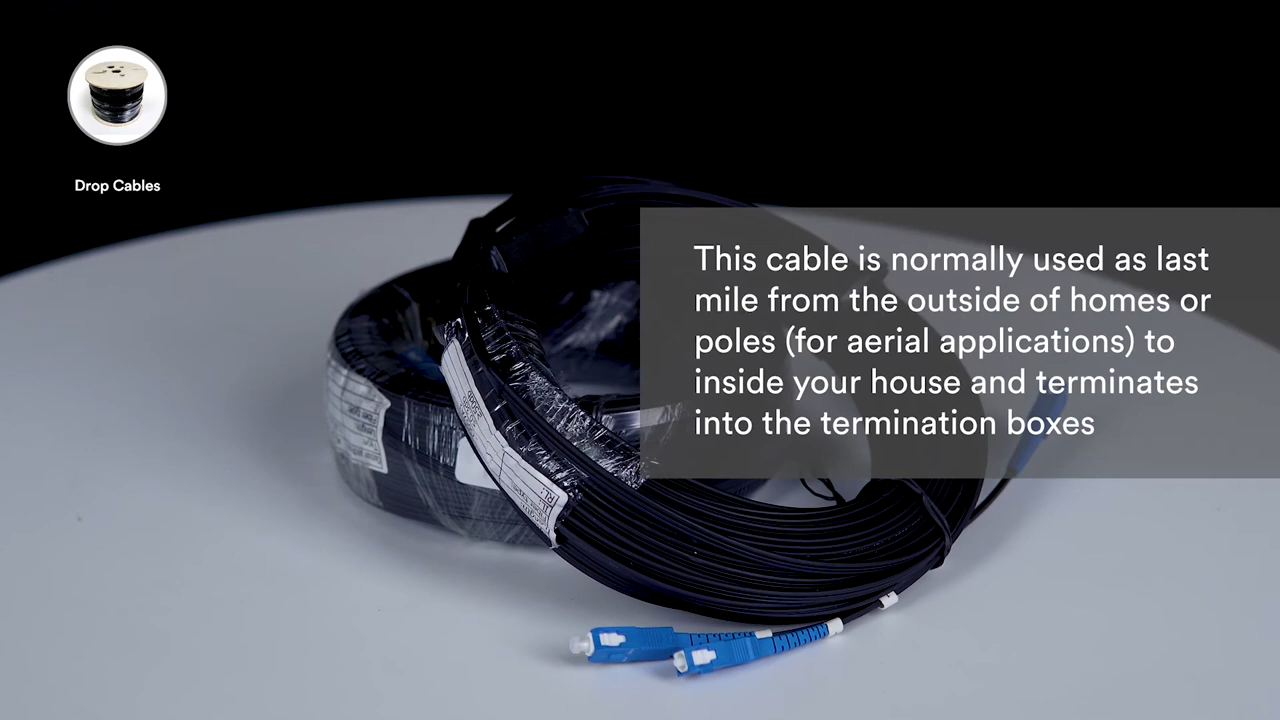 Drop Cables
This cable is normally used as last
mile from the outside of homes or
poles (for aerial applications) to
inside your house and terminates
into the termination boxes